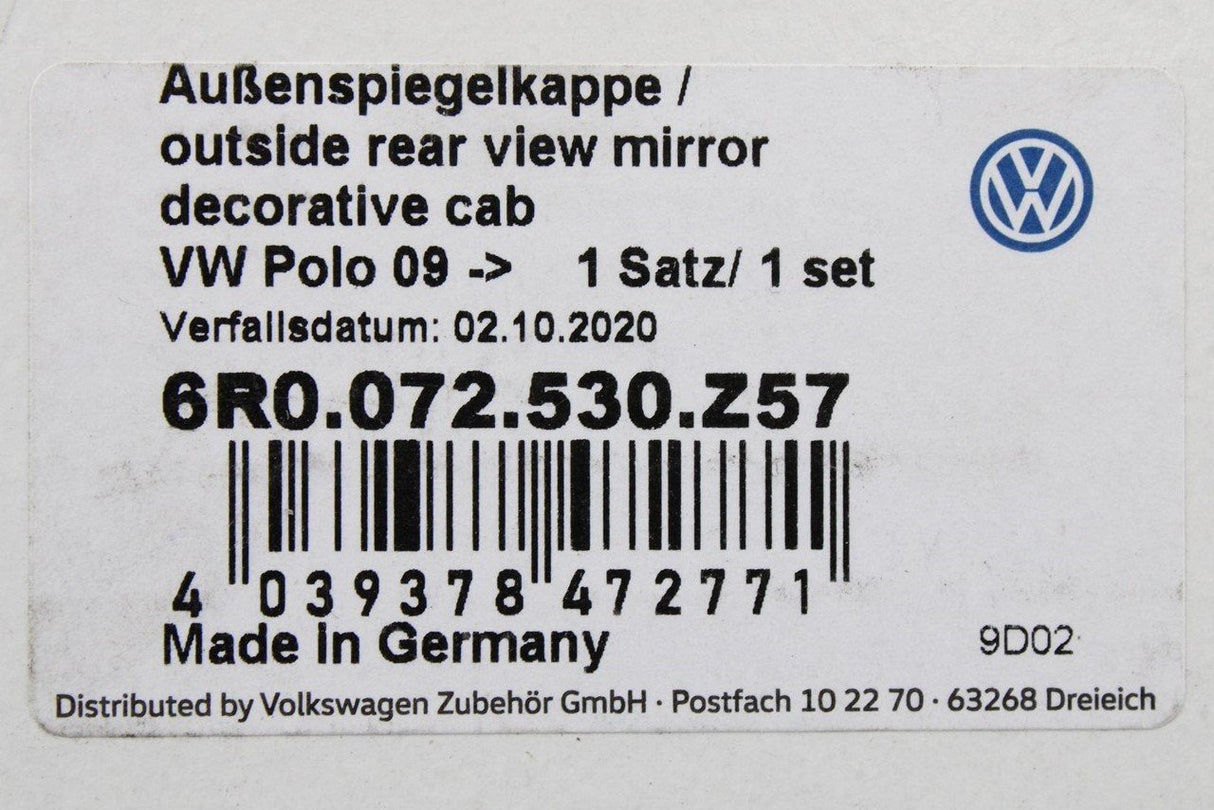 Außenspiegelkappe /
outside rear view mirror
decorative cab
VW Polo 09 -> 1 Satz/ 1 set
Verfallsdatum: 02.10.2020
6R0.072.530.Z57
4 039378 472771
Made in Germany
9D02
Distributed by Volkswagen Zubehör GmbH · Postfach 10 22 70 · 63268 Dreieich
VW